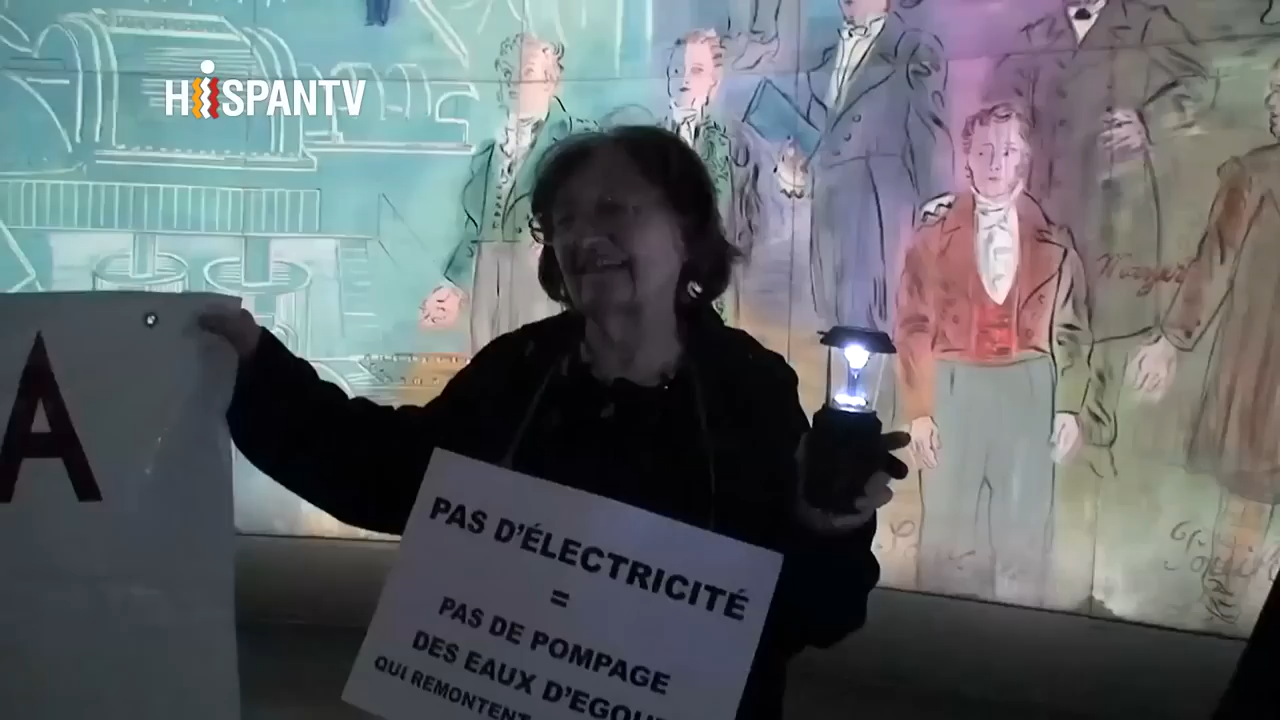 HISPANTV
A
PAS D'ÉLECTRICITÉ
=
PAS DE POMPAGE
DES EAUX D'EGOU
QUI REMONTENT